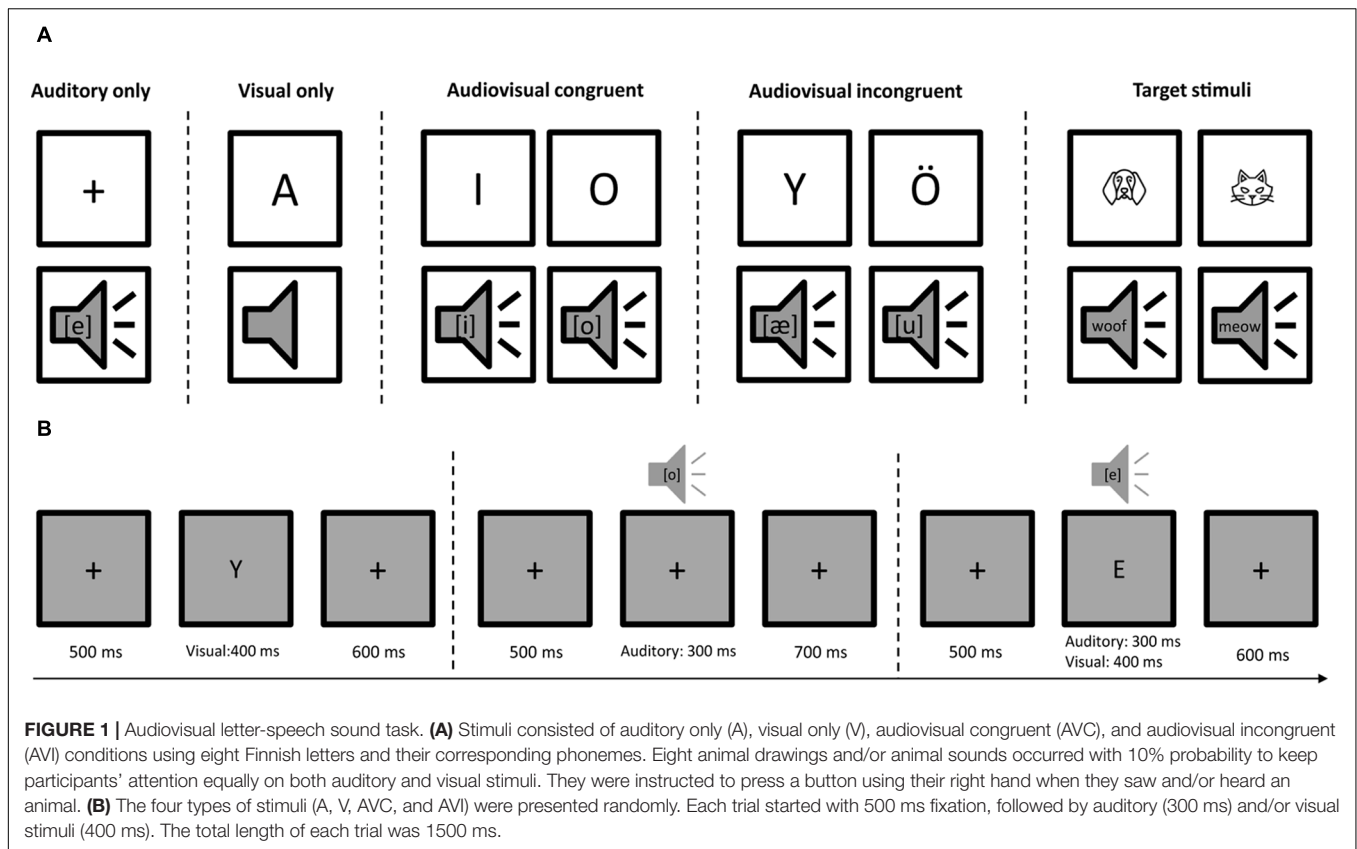 A
Auditory only Visual only Audiovisual congruent Audiovisual incongruent Target stimuli
+ A I O Y Ö
[e] [i] [o] [æ] [u] woof meow
B
[o] [e]
+ Y + + + + + E +
500 ms Visual:400 ms 600 ms 500 ms Auditory: 300 ms 700 ms 500 ms Auditory: 300 ms 600 ms
Visual: 400 ms
FIGURE 1 | Audiovisual letter-speech sound task. (A) Stimuli consisted of auditory only (A), visual only (V), audiovisual congruent (AVC), and audiovisual incongruent
(AVI) conditions using eight Finnish letters and their corresponding phonemes. Eight animal drawings and/or animal sounds occurred with 10% probability to keep
participants’ attention equally on both auditory and visual stimuli. They were instructed to press a button using their right hand when they saw and/or heard an
animal. (B) The four types of stimuli (A, V, AVC, and AVI) were presented randomly. Each trial started with 500 ms fixation, followed by auditory (300 ms) and/or visual
stimuli (400 ms). The total length of each trial was 1500 ms.